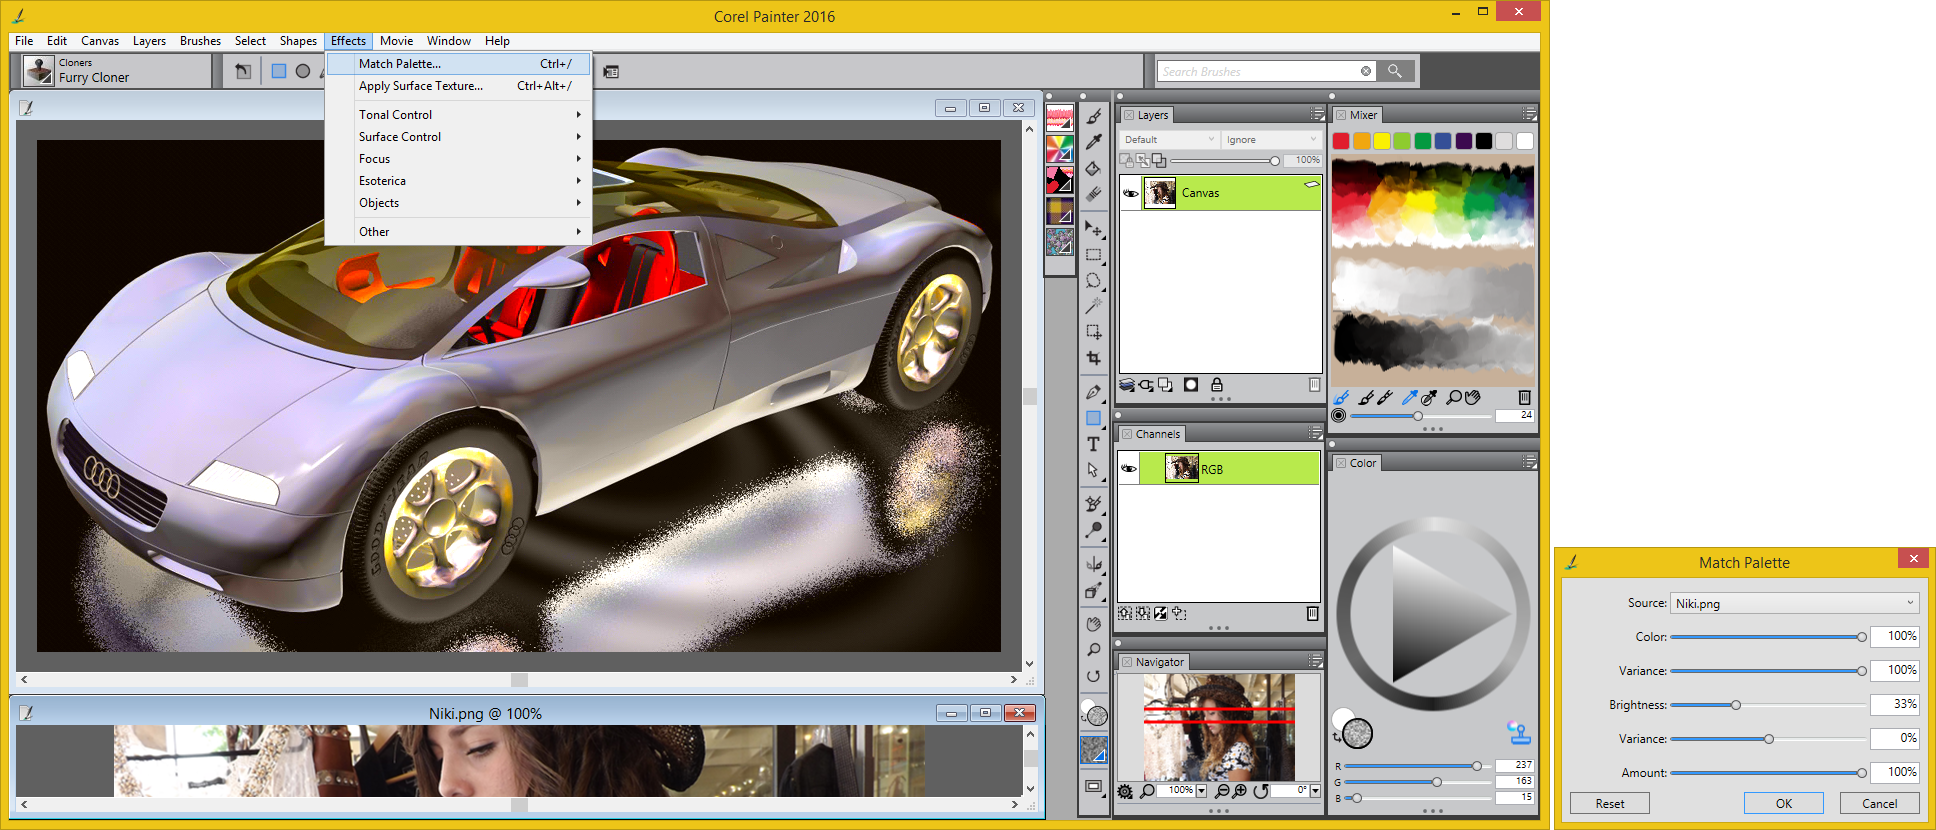 Corel Painter 2016
File Edit Canvas Layers Brushes Select Shapes Effects Movie Window Help
Cloners
Furry Cloner
Search Brushes
Match Palette... Ctrl+/
Apply Surface Texture... Ctrl+Alt+/
Tonal Control
Surface Control
Focus
Esoterica
Objects
Other
Layers
Default Ignore
100%
Canvas
Channels
RGB
Navigator
100% 0°
Mixer
24
Color
R 237
G 163
B 15
Niki.png @ 100%
T
Match Palette
Source: Niki.png
Color: 100%
Variance: 100%
Brightness: 33%
Variance: 0%
Amount: 100%
Reset OK Cancel